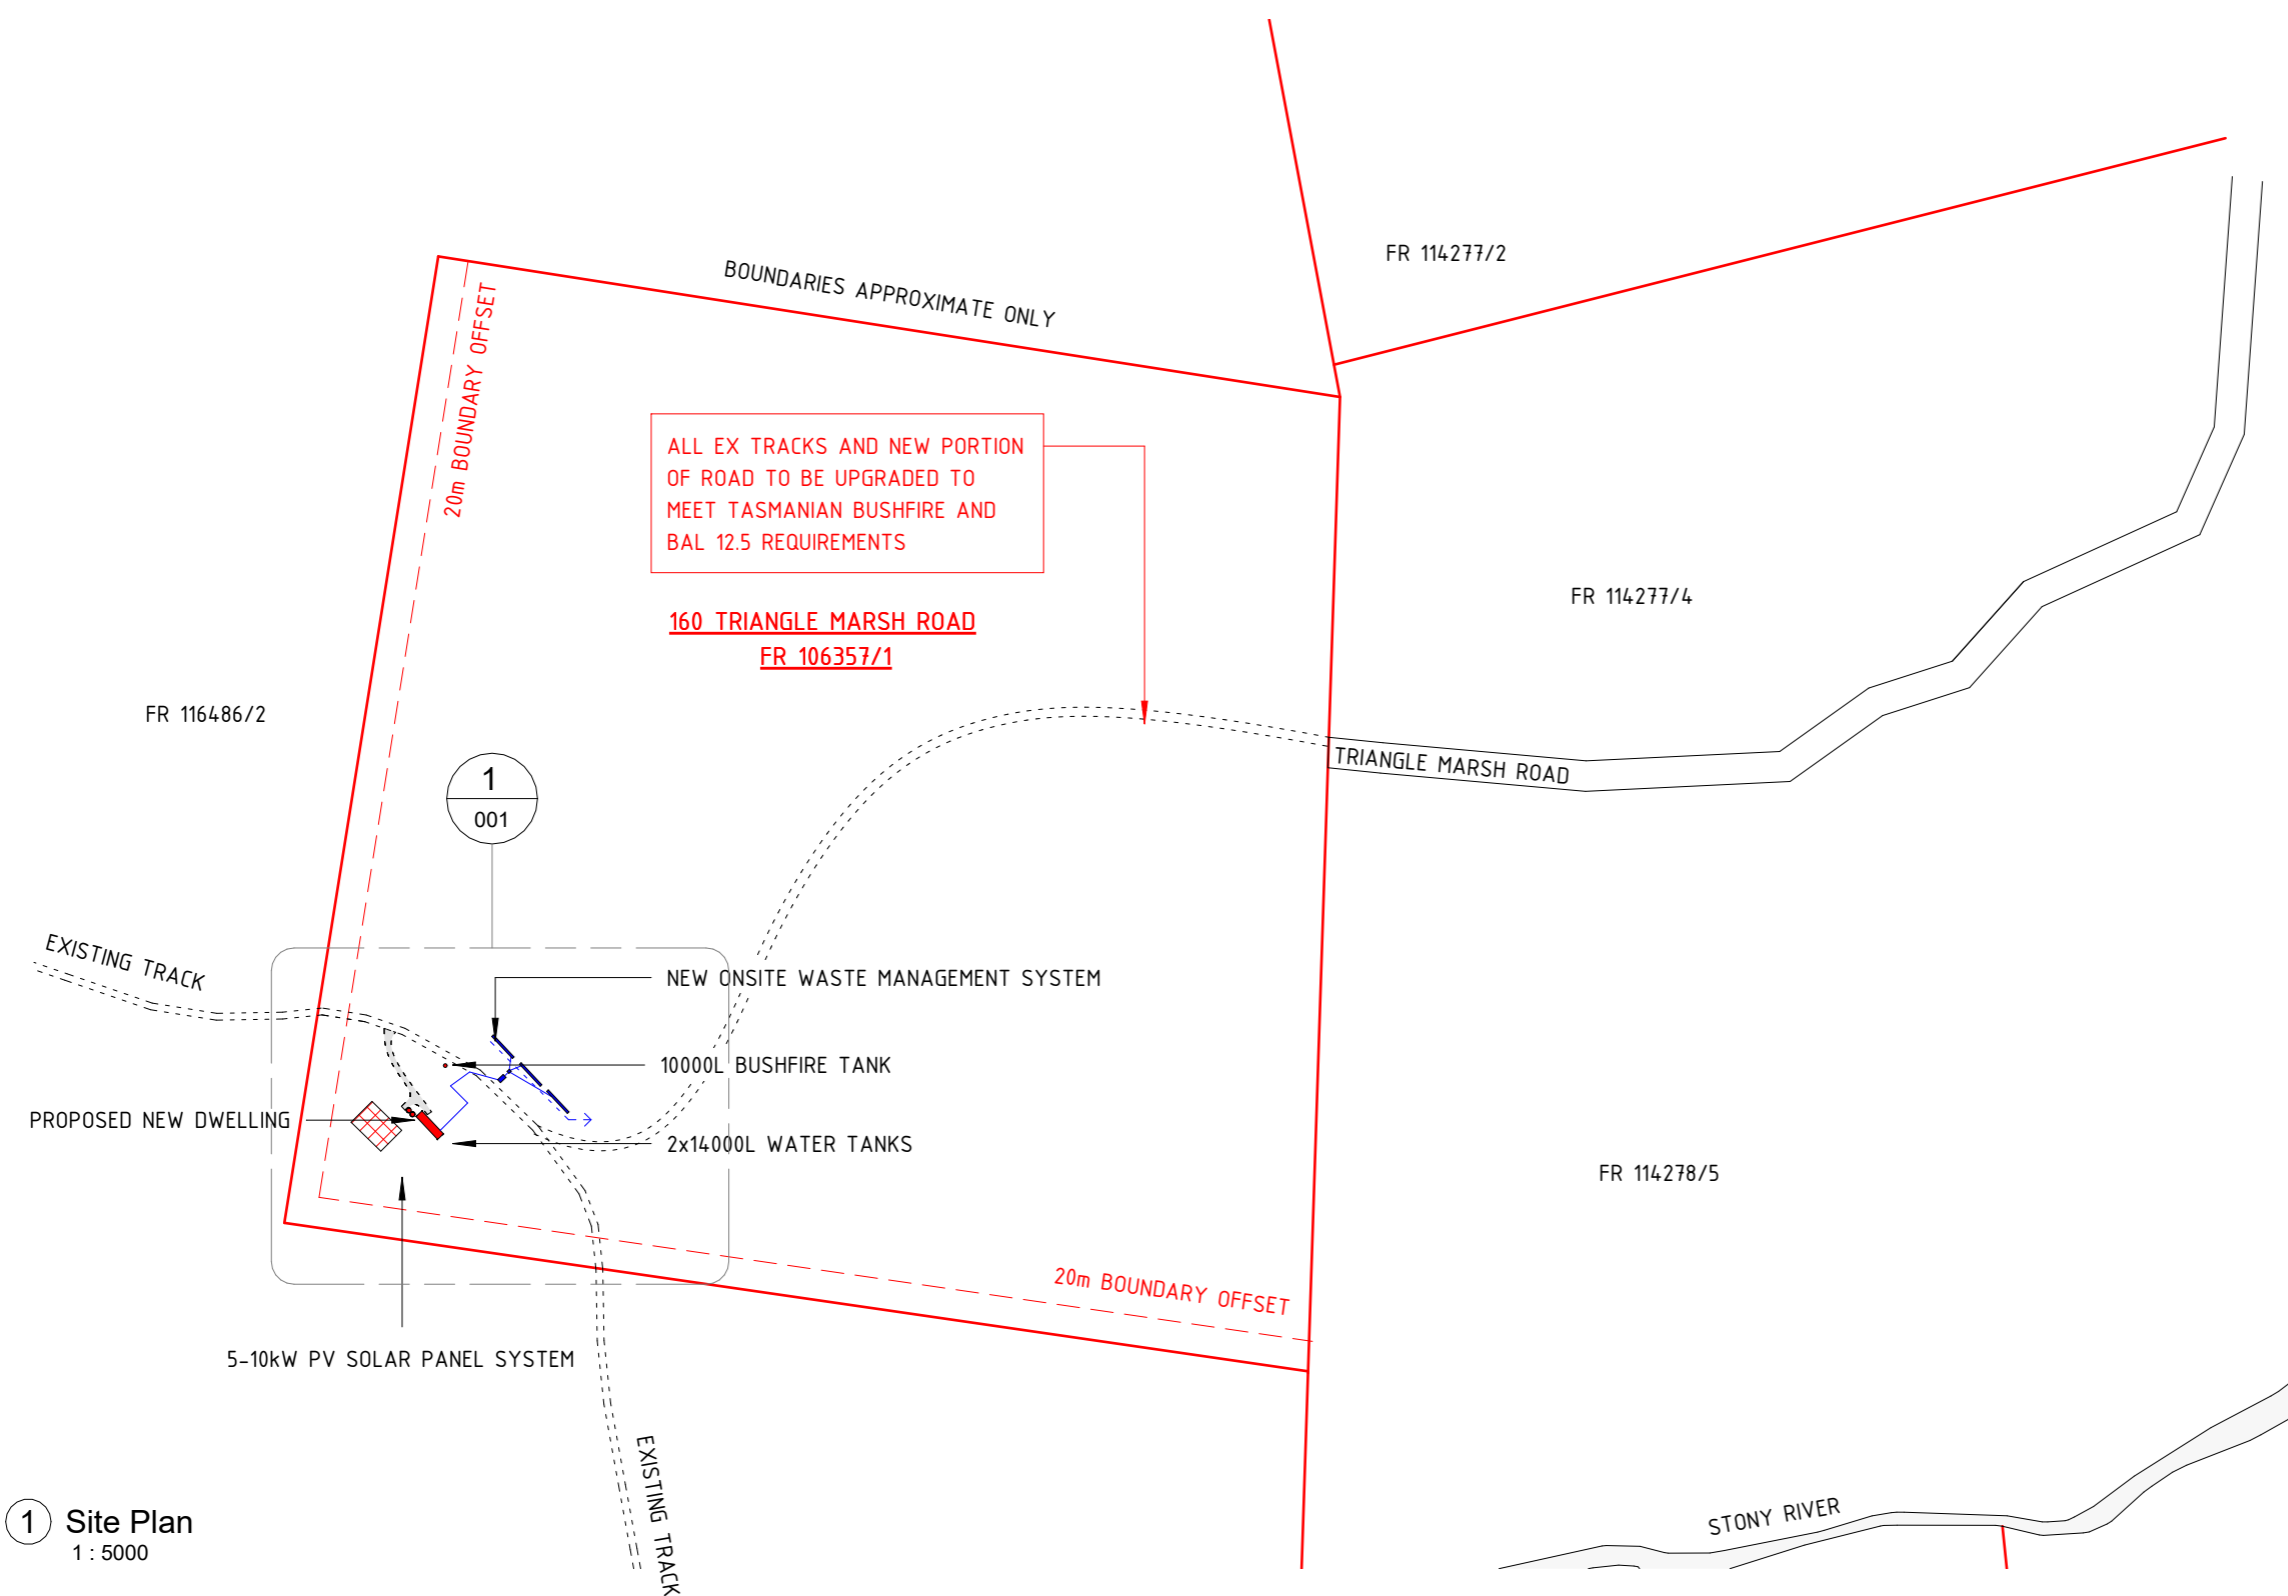 FR 114277/2
BOUNDARIES APPROXIMATE ONLY
20m BOUNDARY OFFSET
ALL EX TRACKS AND NEW PORTION
OF ROAD TO BE UPGRADED TO
MEET TASMANIAN BUSHFIRE AND
BAL 12.5 REQUIREMENTS
160 TRIANGLE MARSH ROAD
FR 106357/1
FR 114277/4
FR 116486/2
1
001
TRIANGLE MARSH ROAD
EXISTING TRACK
NEW ONSITE WASTE MANAGEMENT SYSTEM
10000L BUSHFIRE TANK
PROPOSED NEW DWELLING
2x14000L WATER TANKS
FR 114278/5
20m BOUNDARY OFFSET
5-10kW PV SOLAR PANEL SYSTEM
EXISTING TRACK
STONY RIVER
1 Site Plan
1 : 5000